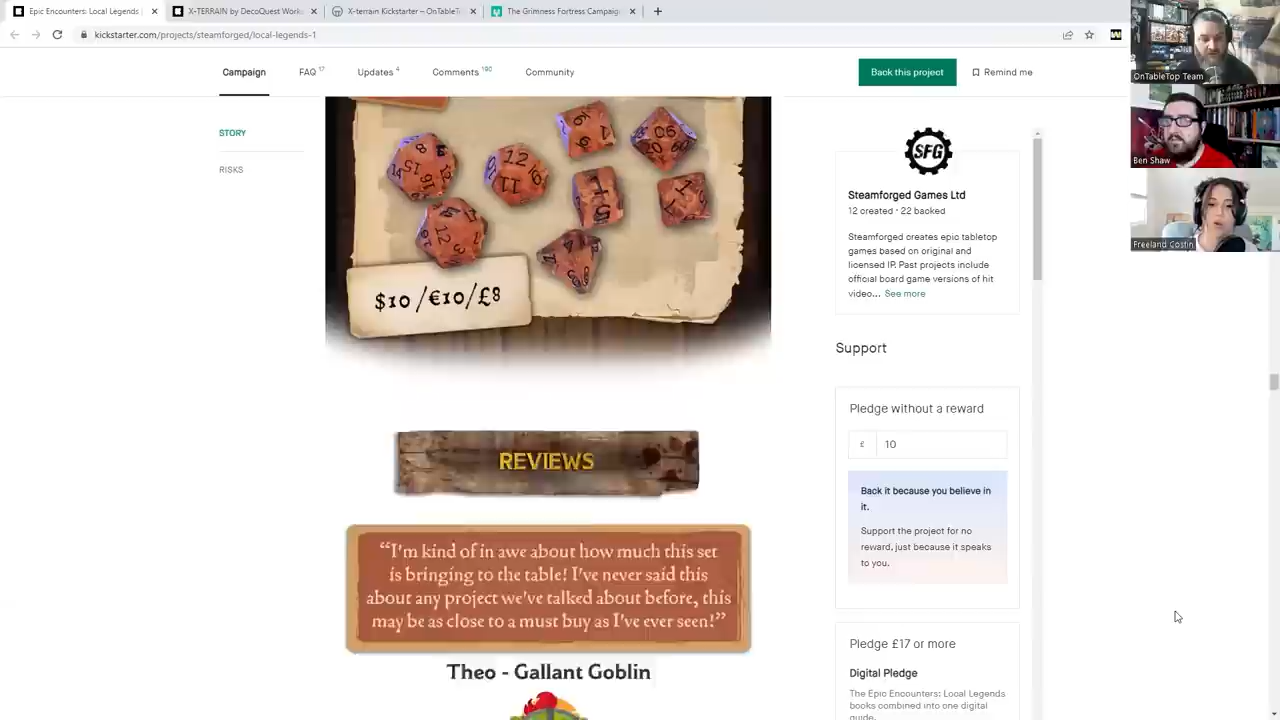 Epic Encounters: Local Legends
X-TERRAIN by DecoQuest Work
X-terrain Kickstarter – OnTableT
The Grimness Fortress Campaig
kickstarter.com/projects/steamforged/local-legends-1
Campaign
FAQ 17
Updates 4
Comments 190
Community
Back this project
Remind me
STORY
RISKS
$10/€10/£8
REVIEWS
“I'm kind of in awe about how much this set
is bringing to the table! I've never said this
about any project we've talked about before, this
may be as close to a must buy as I've ever seen!”
Theo - Gallant Goblin
SFG
Steamforged Games Ltd
12 created · 22 backed
Steamforged creates epic tabletop
games based on original and
licensed IP. Past projects include
official board game versions of hit
video... See more
Support
Pledge without a reward
£ 10
Back it because you believe in
it.
Support the project for no
reward, just because it speaks
to you.
Pledge £17 or more
Digital Pledge
The Epic Encounters: Local Legends
books combined into one digital
guide.
OnTableTop Team
Ben Shaw
Freeland Costin